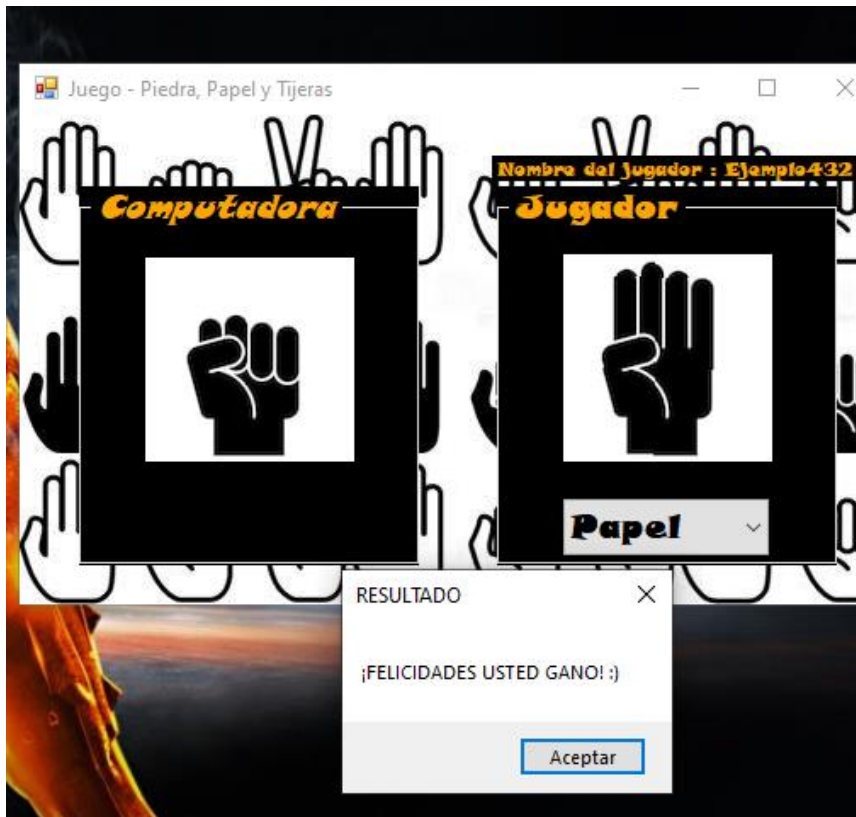 Juego - Piedra, Papel y Tijeras
Nombre del Jugador : Ejemplo432
Computadora
Jugador
Papel
RESULTADO
¡FELICIDADES USTED GANO! :)
Aceptar